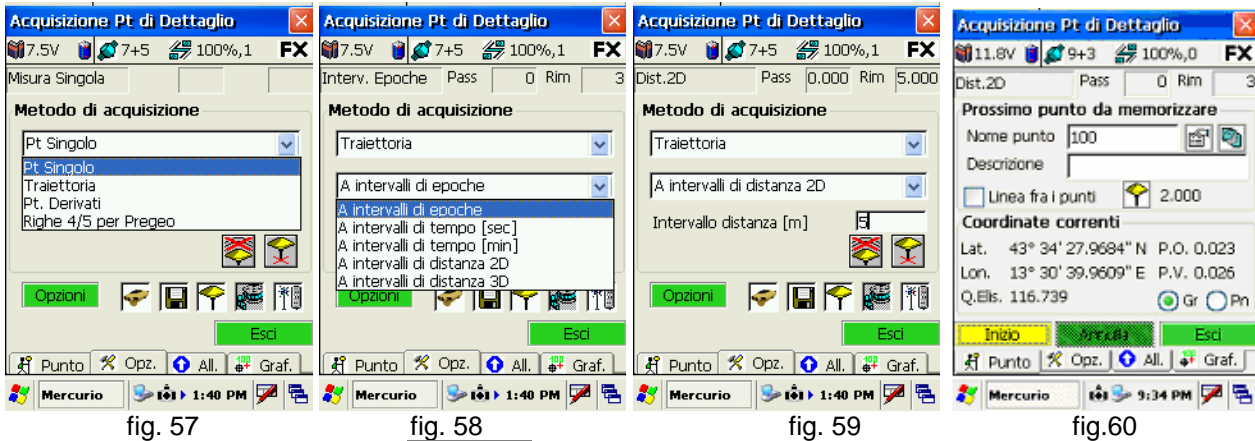 Acquisizione Pt di Dettaglio
7.5V 7+5 100%,1 FX
Misura Singola
Metodo di acquisizione
Pt Singolo
Pt Singolo
Traiettoria
Pt. Derivati
Righe 4/5 per Pregeo
Opzioni
Esci
Punto Opz. All. Graf.
Mercurio 1:40 PM
fig. 57
Acquisizione Pt di Dettaglio
7.5V 7+5 100%,1 FX
Interv. Epoche Pass 0 Rim 3
Metodo di acquisizione
Traiettoria
A intervalli di epoche
A intervalli di epoche
A intervalli di tempo [sec]
A intervalli di tempo [min]
A intervalli di distanza 2D
A intervalli di distanza 3D
Opzioni
Esci
Punto Opz. All. Graf.
Mercurio 1:40 PM
fig. 58
Acquisizione Pt di Dettaglio
7.5V 7+5 100%,1 FX
Dist.2D Pass 0.000 Rim 5.000
Metodo di acquisizione
Traiettoria
A intervalli di distanza 2D
Intervallo distanza [m] 5
Opzioni
Esci
Punto Opz. All. Graf.
Mercurio 1:40 PM
fig. 59
Acquisizione Pt di Dettaglio
11.8V 9+3 100%,0 FX
Dist.2D Pass 0 Rim 3
Prossimo punto da memorizzare
Nome punto 100
Descrizione
Linea fra i punti 2.000
Coordinate correnti
Lat. 43° 34' 27.9684" N P.O. 0.023
Lon. 13° 30' 39.9609" E P.V. 0.026
Q.Elis. 116.739 Gr Pn
Inizio Annulla Esci
Punto Opz. All. Graf.
Mercurio 9:34 PM
fig.60